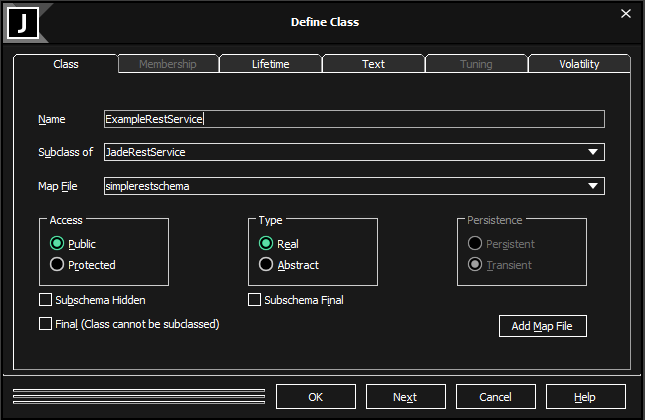 J
Define Class
Class Membership Lifetime Text Tuning Volatility
Name ExampleRestService
Subclass of JadeRestService
Map File simplerestschema
Access Type Persistence
Public Real Persistent
Protected Abstract Transient
Subschema Hidden Subschema Final
Final (Class cannot be subclassed) Add Map File
OK Next Cancel Help